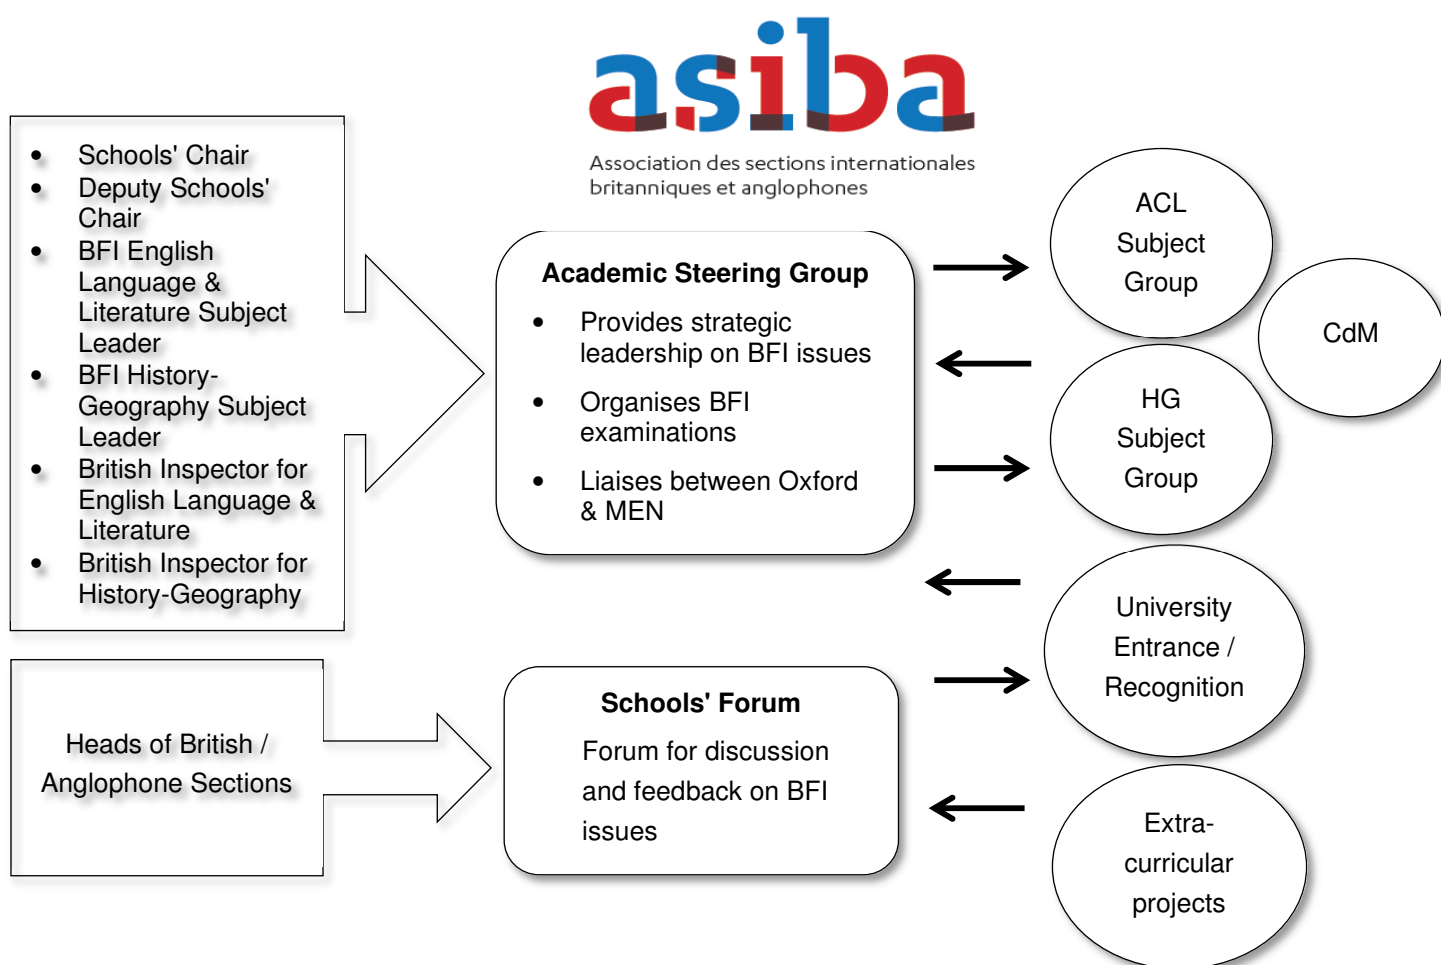 asiba
Association des sections internationales
britanniques et anglophones
• Schools' Chair
• Deputy Schools'
Chair
• BFI English
Language &
Literature Subject
Leader
• BFI History-
Geography Subject
Leader
• British Inspector for
English Language &
Literature
• British Inspector for
History-Geography
Academic Steering Group
• Provides strategic
leadership on BFI issues
• Organises BFI
examinations
• Liaises between Oxford
& MEN
ACL
Subject
Group
CdM
HG
Subject
Group
University
Entrance /
Recognition
Heads of British /
Anglophone Sections
Schools' Forum
Forum for discussion
and feedback on BFI
issues
Extra-
curricular
projects